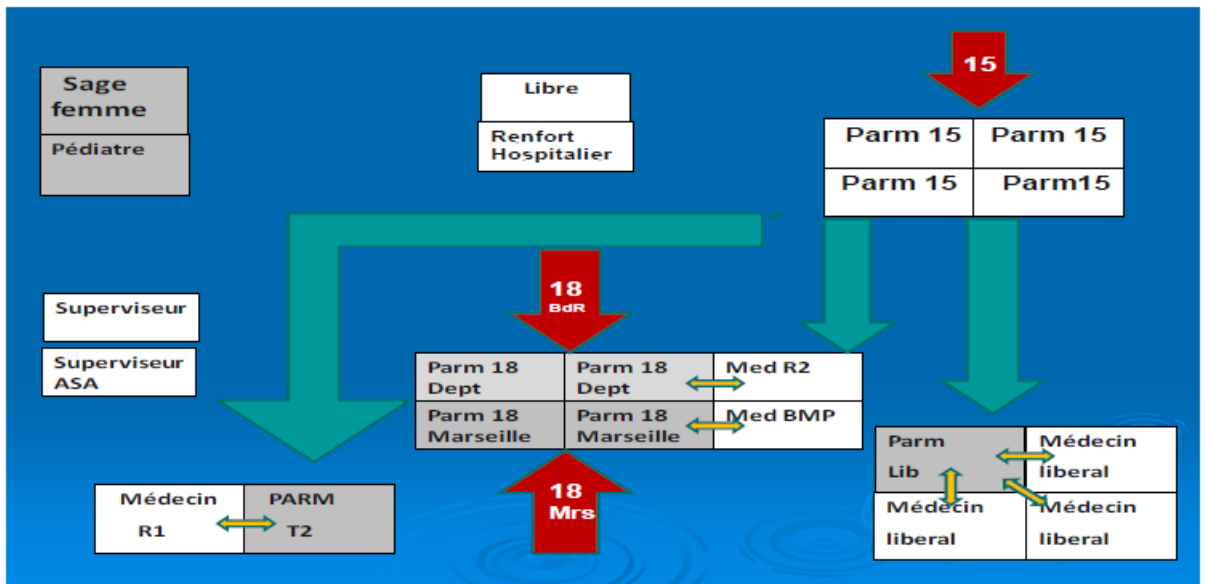 15
Sage
femme
Pédiatre
Libre
Renfort
Hospitalier
Parm 15
Parm 15
Parm 15
Parm15
18
BdR
Superviseur
Superviseur
ASA
Parm 18
Dept
Parm 18
Dept
Med R2
Parm 18
Marseille
Parm 18
Marseille
Med BMP
Parm
Lib
Médecin
liberal
Médecin
liberal
Médecin
liberal
Médecin
R1
PARM
T2
18
Mrs